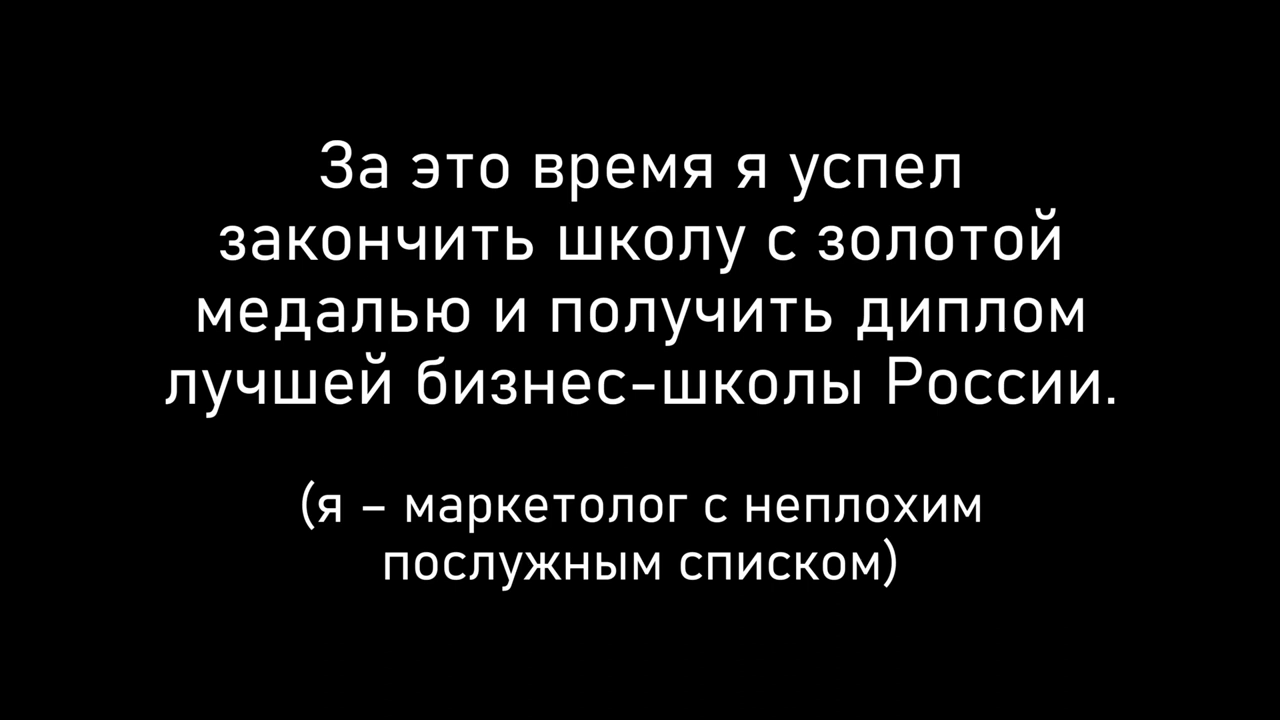 За это время я успел
закончить школу с золотой
медалью и получить диплом
лучшей бизнес-школы России.
(я – маркетолог с неплохим
послужным списком)